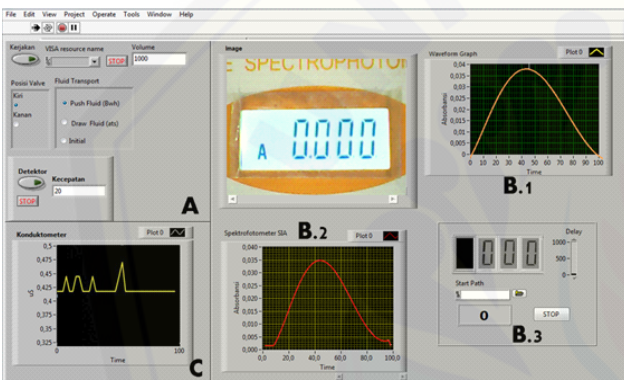 File Edit View Project Operate Tools Window Help
Kerjakan
VISA resource name
STOP
Volume
1000
Posisi Valve
Kiri
Kanan
Fluid Transport
Push Fluid (Bwh)
Draw Fluid (ats)
Initial
Detektor
Kecepatan
20
STOP
A
Image
E SPECTROPHOTOM
A 0.000
Waveform Graph
Plot 0
Absorbansi
0,04
0,035
0,03
0,025
0,02
0,015
0,01
0,005
0
0 10 20 30 40 50 60 70 80 90 100
Time
B.1
Konduktometer
Plot 0
uS
0,5
0,475
0,45
0,425
0,4
0,375
0,35
0,325
0 100
Time
C
B.2
Spektrofotometer SIA
Plot 0
Absorbansi
0,040
0,035
0,030
0,025
0,020
0,015
0,010
0,005
0,000
0,0 20,0 40,0 60,0 80,0 100,0
Time
000
Delay
1000
500
0
Start Path
0
STOP
B.3